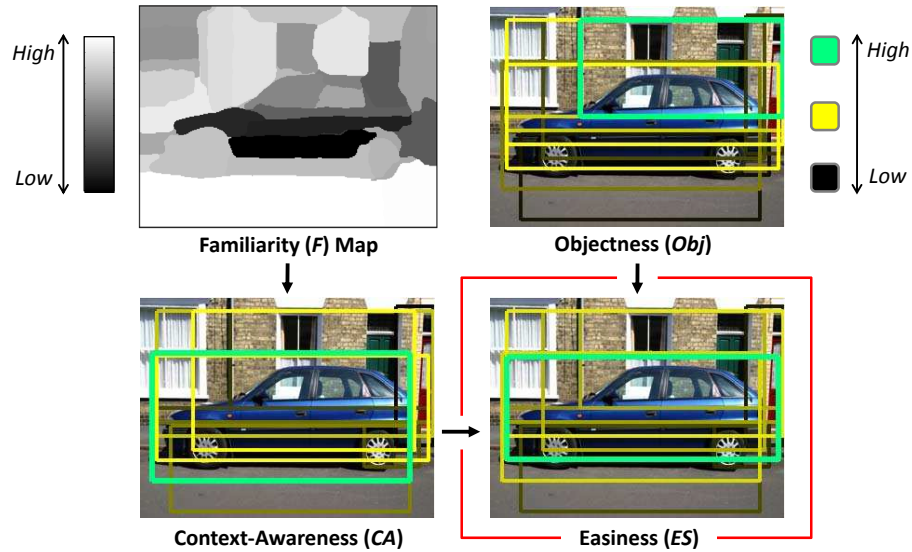 High
Low
Familiarity (F) Map
Objectness (Obj)
High
Low
Context-Awareness (CA)
Easiness (ES)